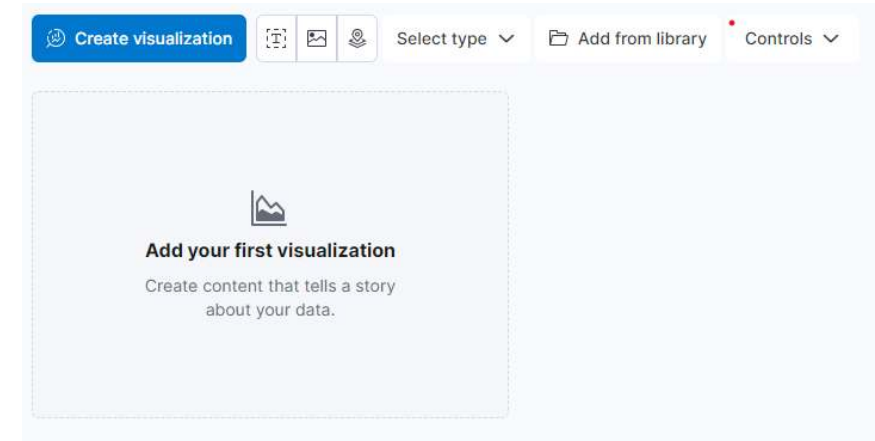 Create visualization
T
Select type
Add from library
Controls
Add your first visualization
Create content that tells a story
about your data.